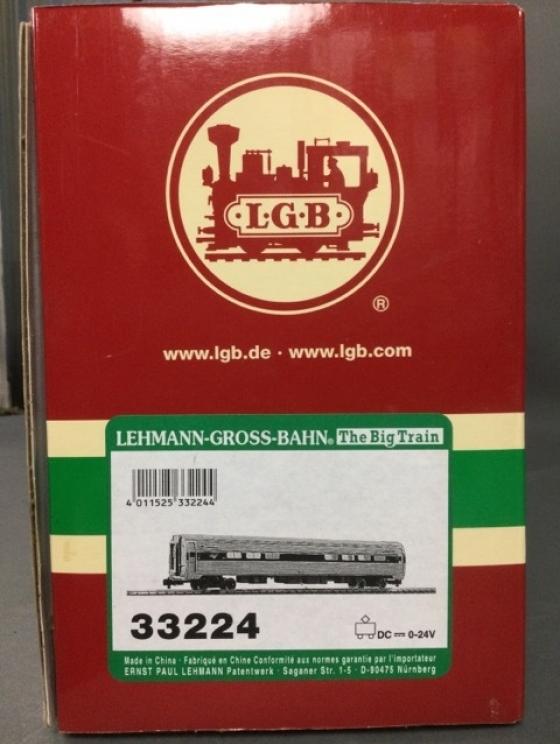 L·G·B
®
www.lgb.de · www.lgb.com
LEHMANN-GROSS-BAHN® The Big Train
4 011525 332244
33224
DC ⎓ 0-24V
Made in China · Fabriqué en Chine Conformité aux normes garantie par l'importateur
ERNST PAUL LEHMANN Patentwerk · Saganer Str. 1-5 · D-90475 Nürnberg